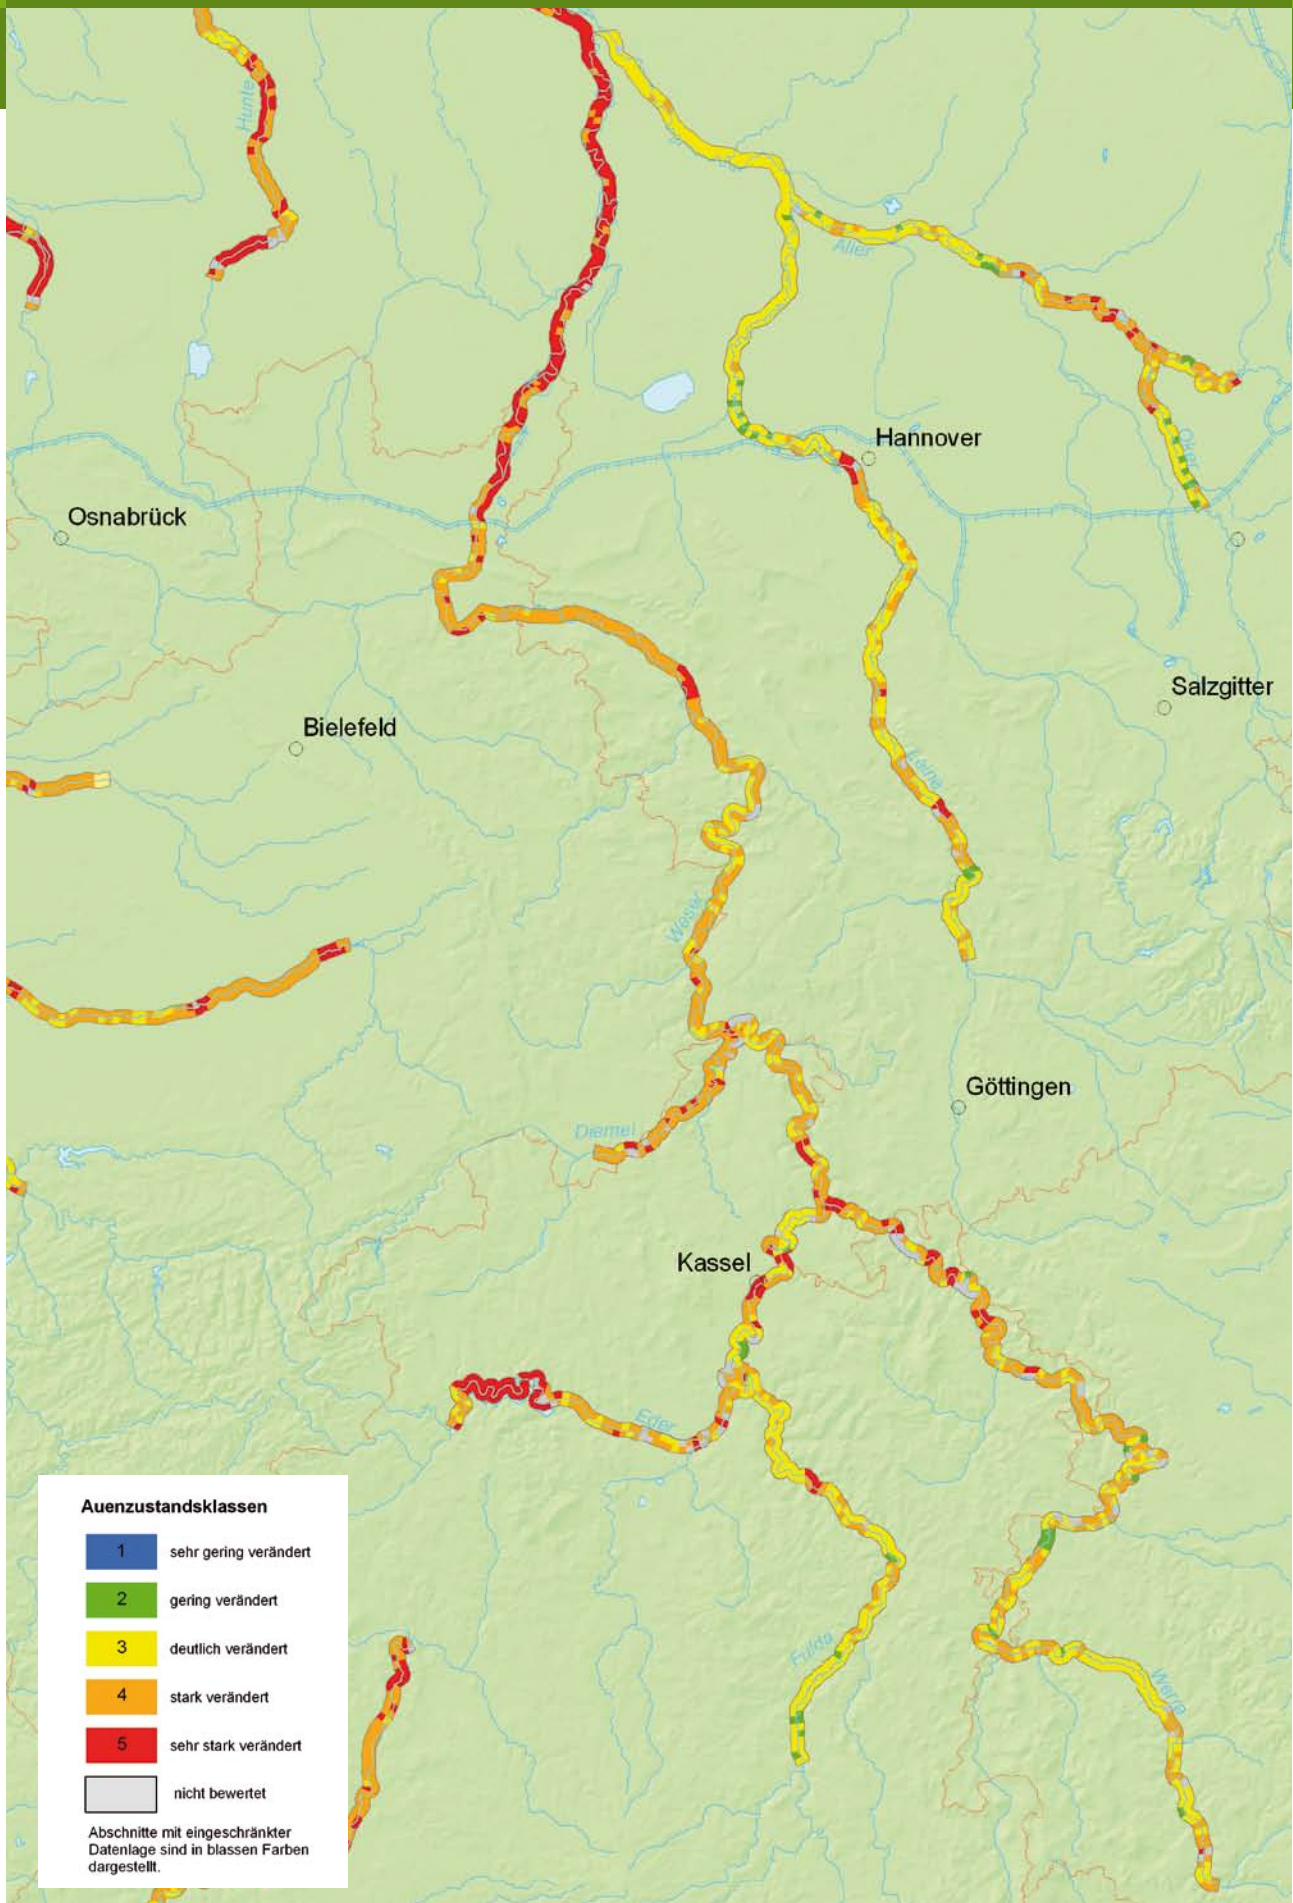 Hunte
Aller
Hannover
Oker
Osnabrück
Salzgitter
Bielefeld
Leine
Weser
Göttingen
Diemel
Kassel
Eder
Fulda
Werra
Auenzustandsklassen
1 sehr gering verändert
2 gering verändert
3 deutlich verändert
4 stark verändert
5 sehr stark verändert
nicht bewertet
Abschnitte mit eingeschränkter
Datenlage sind in blassen Farben
dargestellt.